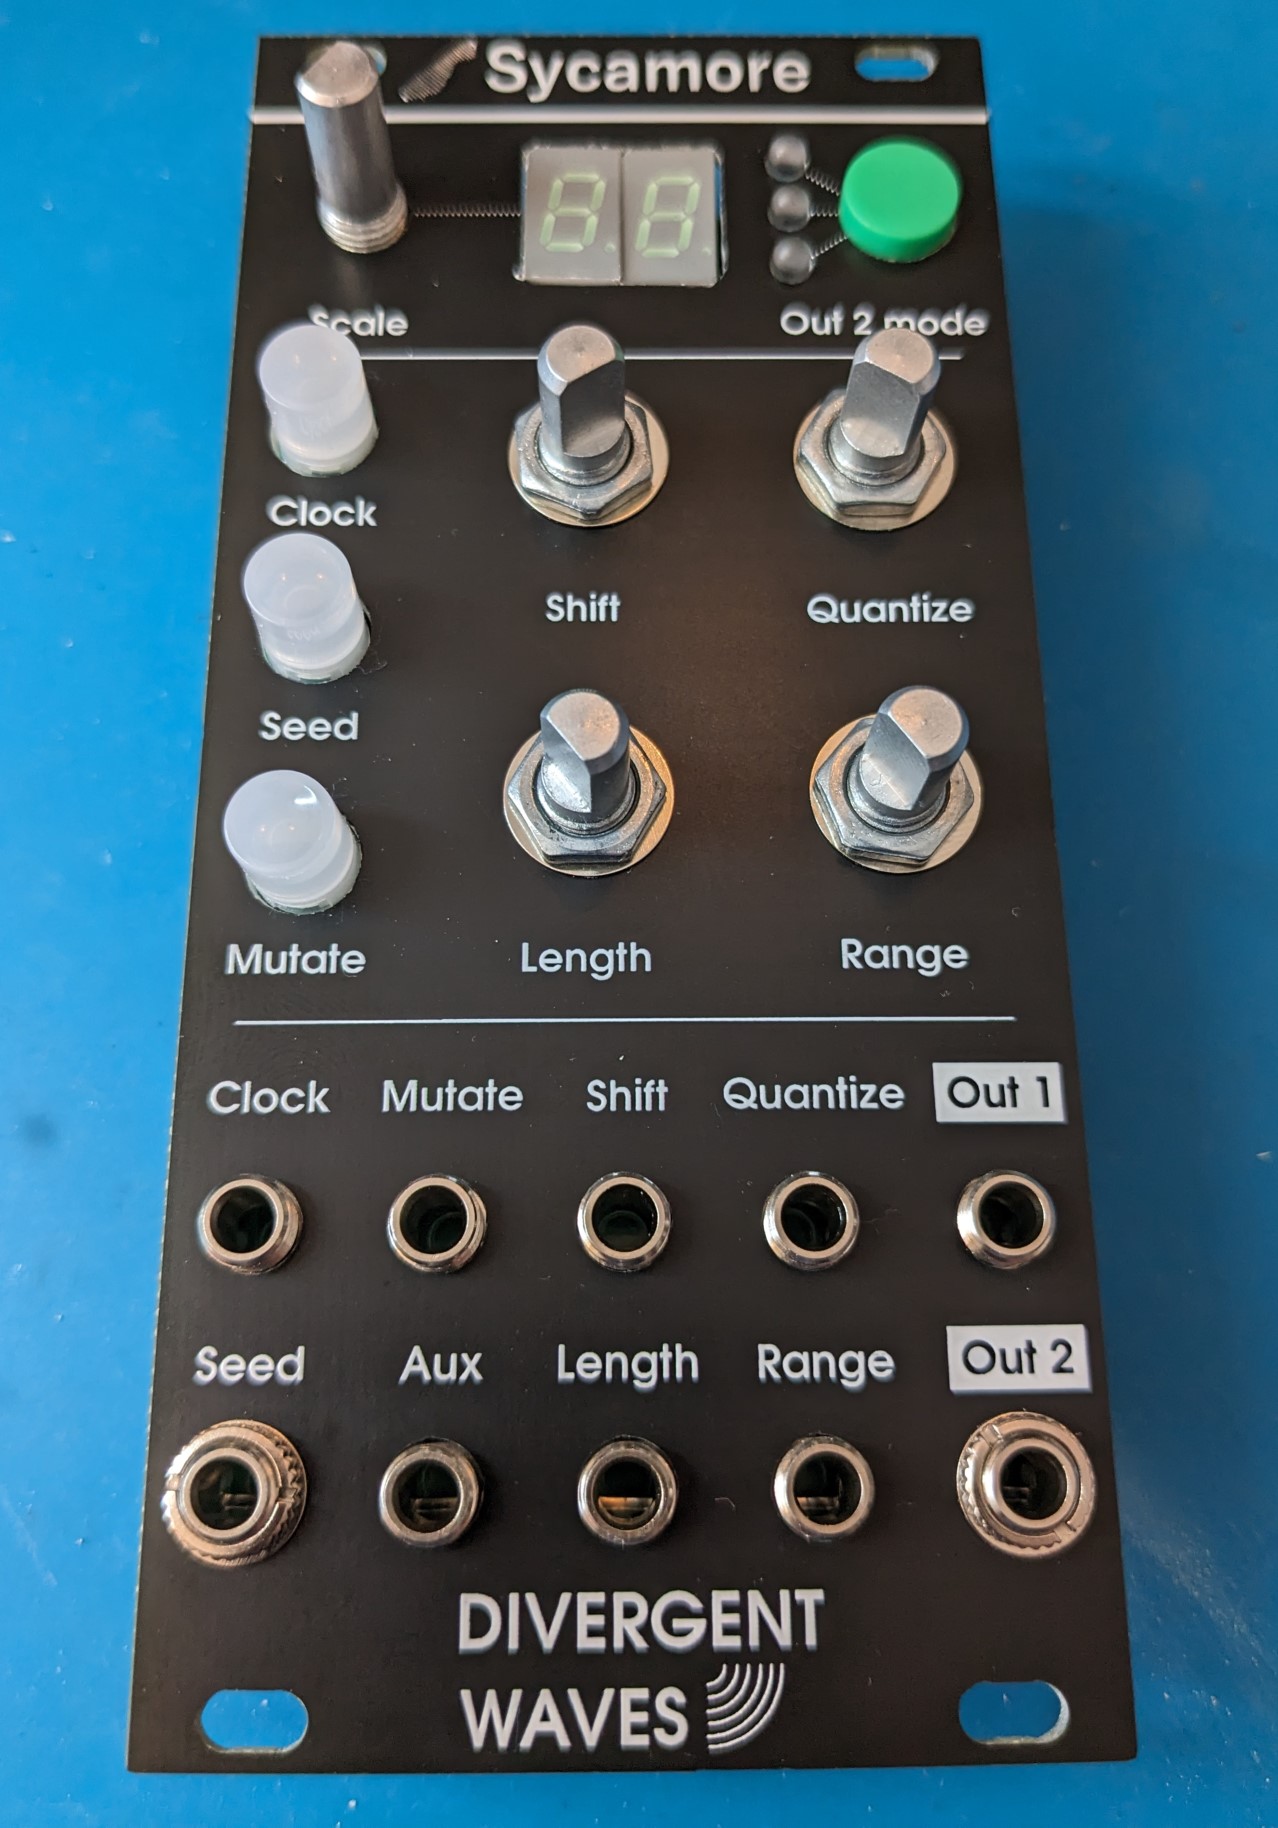 Sycamore
88
Scale
Out 2 mode
Clock
Shift
Quantize
Seed
Mutate
Length
Range
Clock Mutate Shift Quantize Out 1
Seed Aux Length Range Out 2
DIVERGENT
WAVES